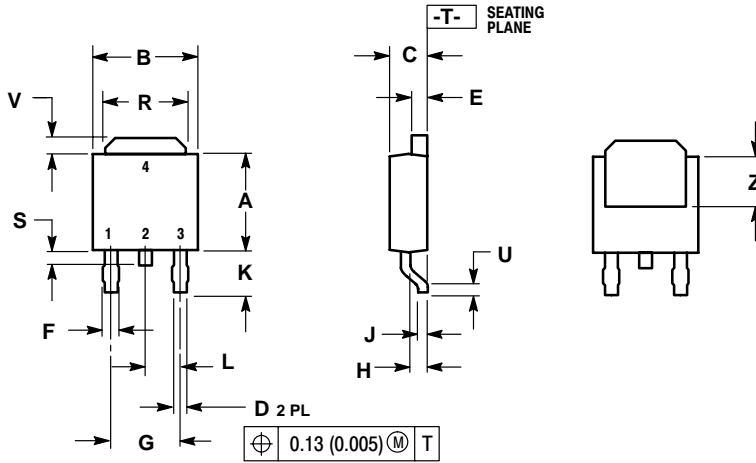 -T- SEATING
PLANE
B
C
V
R
E
4
A
Z
S
1 2 3
K
U
F
J
L
H
D 2 PL
G
⌖ 0.13 (0.005) Ⓜ T